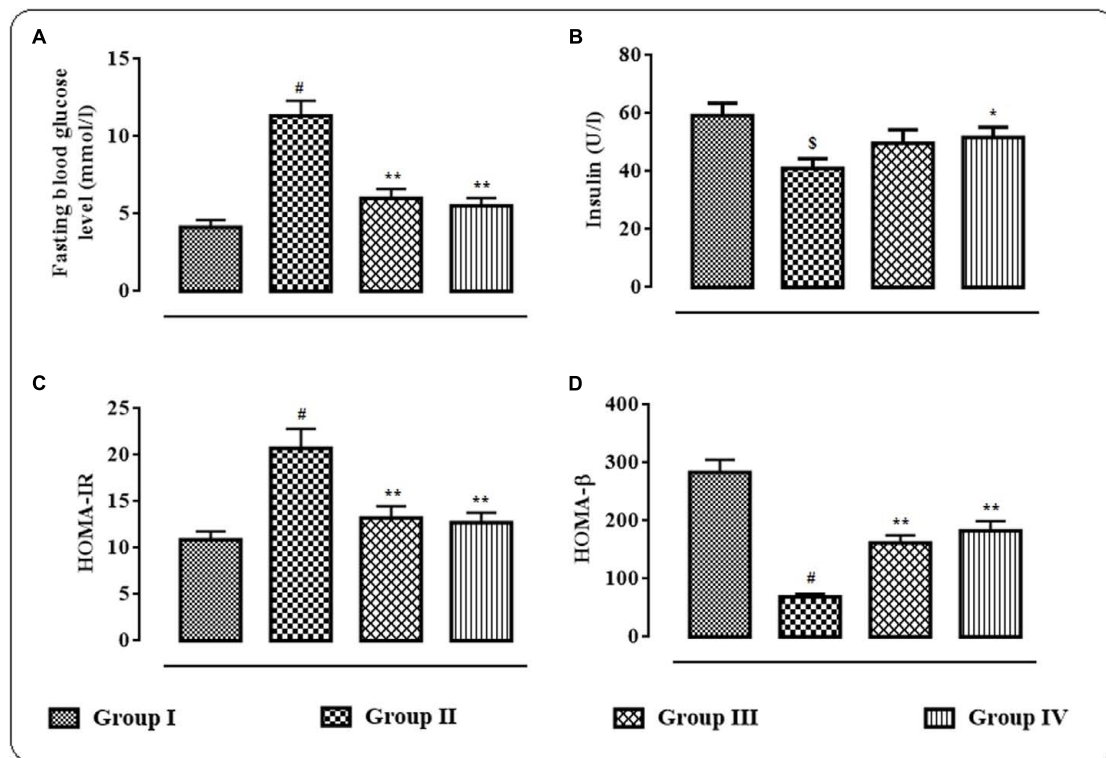 A
Fasting blood glucose
level (mmol/l)
15
10
5
0
#
**
**
B
Insulin (U/l)
80
60
40
20
0
$
*
C
HOMA-IR
25
20
15
10
5
0
#
**
**
D
HOMA-β
400
300
200
100
0
#
**
**
Group I
Group II
Group III
Group IV